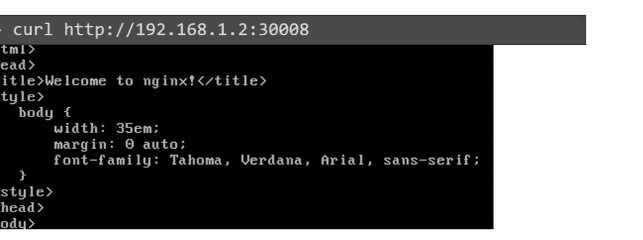 curl http://192.168.1.2:30008
tml>
ead>
itle>Welcome to nginx!</title>
tyle>
body {
width: 35em;
margin: 0 auto;
font-family: Tahoma, Verdana, Arial, sans-serif;
}
style>
head>
ody>